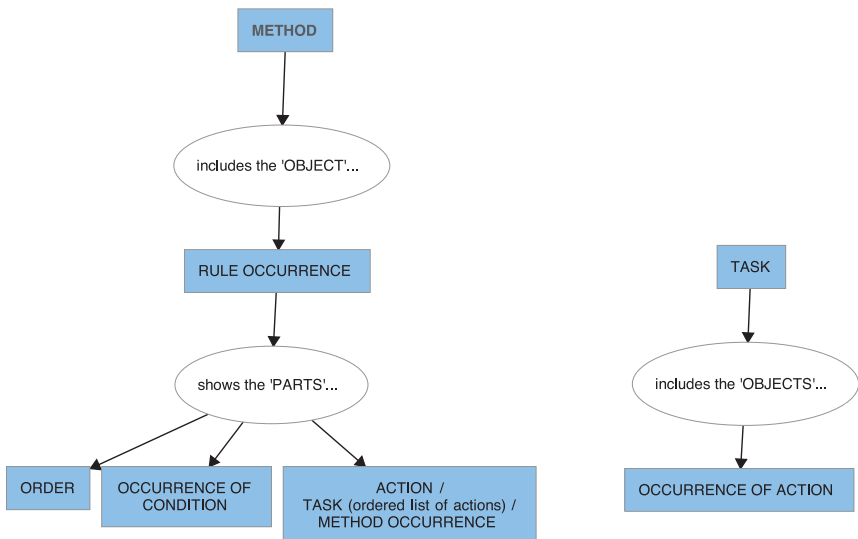 METHOD
includes the 'OBJECT'...
RULE OCCURRENCE
shows the 'PARTS'...
ORDER
OCCURRENCE OF
CONDITION
ACTION /
TASK (ordered list of actions) /
METHOD OCCURRENCE
TASK
includes the 'OBJECTS'...
OCCURRENCE OF ACTION